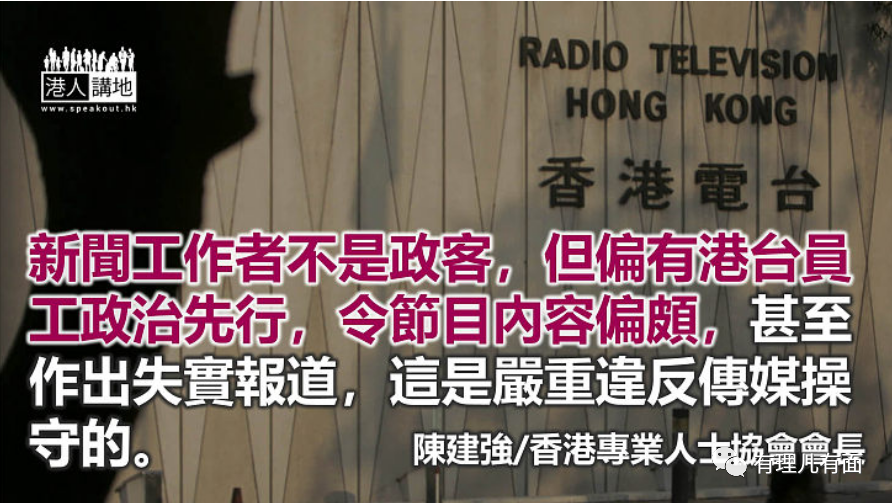 港人講地
www.speakout.hk
RADIO TELEVISION
HONG KONG
香港電台
新聞工作者不是政客，但偏有港台員
工政治先行，令節目內容偏頗，甚至
作出失實報道，這是嚴重違反傳媒操
守的。
陳建強/香港專業人士協會會長
有理儿有面